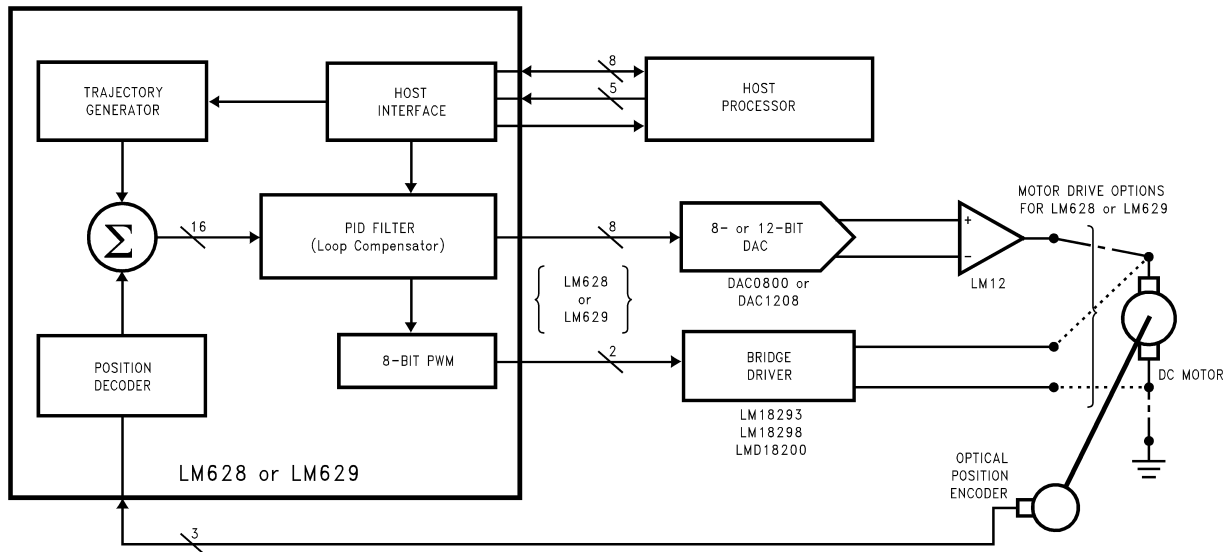 TRAJECTORY
GENERATOR
HOST
INTERFACE
8
5
HOST
PROCESSOR
Σ
16
PID FILTER
(Loop Compensator)
8
8- or 12-BIT
DAC
DAC0800 or
DAC1208
+
-
LM12
MOTOR DRIVE OPTIONS
FOR LM628 or LM629
LM628
or
LM629
POSITION
DECODER
8-BIT PWM
2
BRIDGE
DRIVER
LM18293
LM18298
LMD18200
DC MOTOR
LM628 or LM629
OPTICAL
POSITION
ENCODER
3